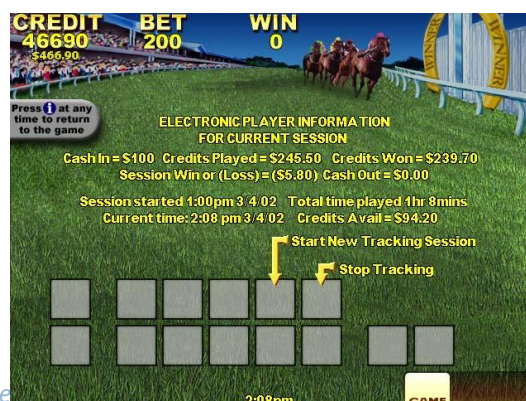 CREDIT BET WIN
46690 200 0
$466.90
Press i at any
time to return
to the game
ELECTRONIC PLAYER INFORMATION
FOR CURRENT SESSION
Cash In = $100 Credits Played = $245.50 Credits Won = $239.70
Session Win or (Loss) = ($5.80) Cash Out = $0.00
Session started 1:00pm 3/4/02 Total time played 1hr 8mins
Current time: 2:08 pm 3/4/02 Credits Avail = $94.20
Start New Tracking Session
Stop Tracking
WINNER
WINNER
2:08pm
GAME